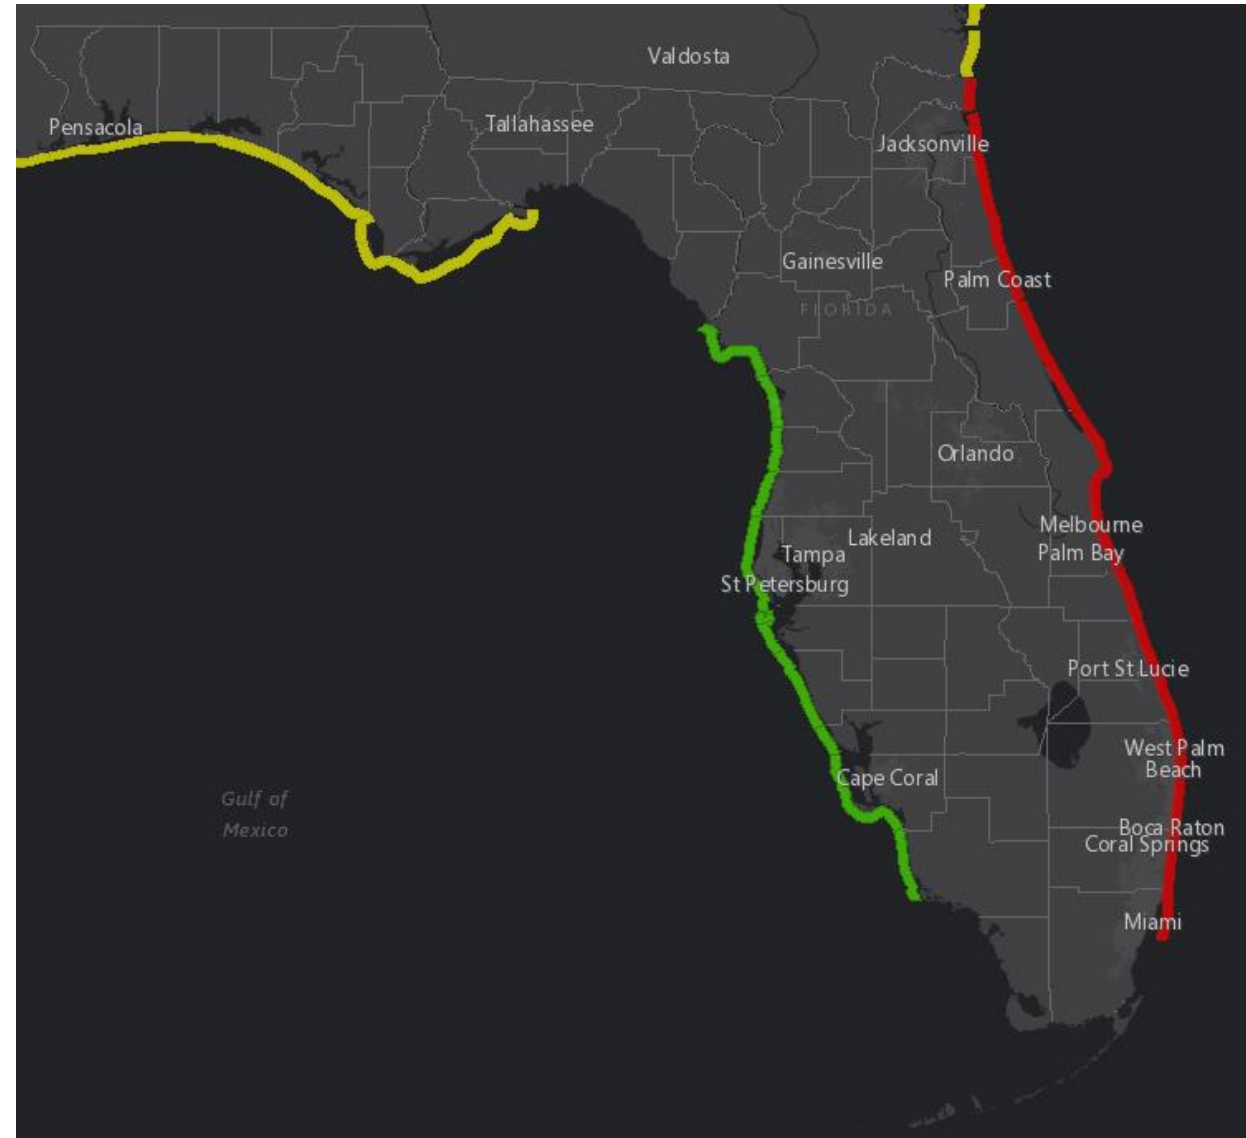 Valdosta
Pensacola
Tallahassee
Jacksonville
Gainesville
Palm Coast
FLORIDA
Orlando
Melbourne
Lakeland
Tampa
Palm Bay
St Petersburg
Port St Lucie
West Palm
Beach
Cape Coral
Gulf of
Mexico
Boca Raton
Coral Springs
Miami